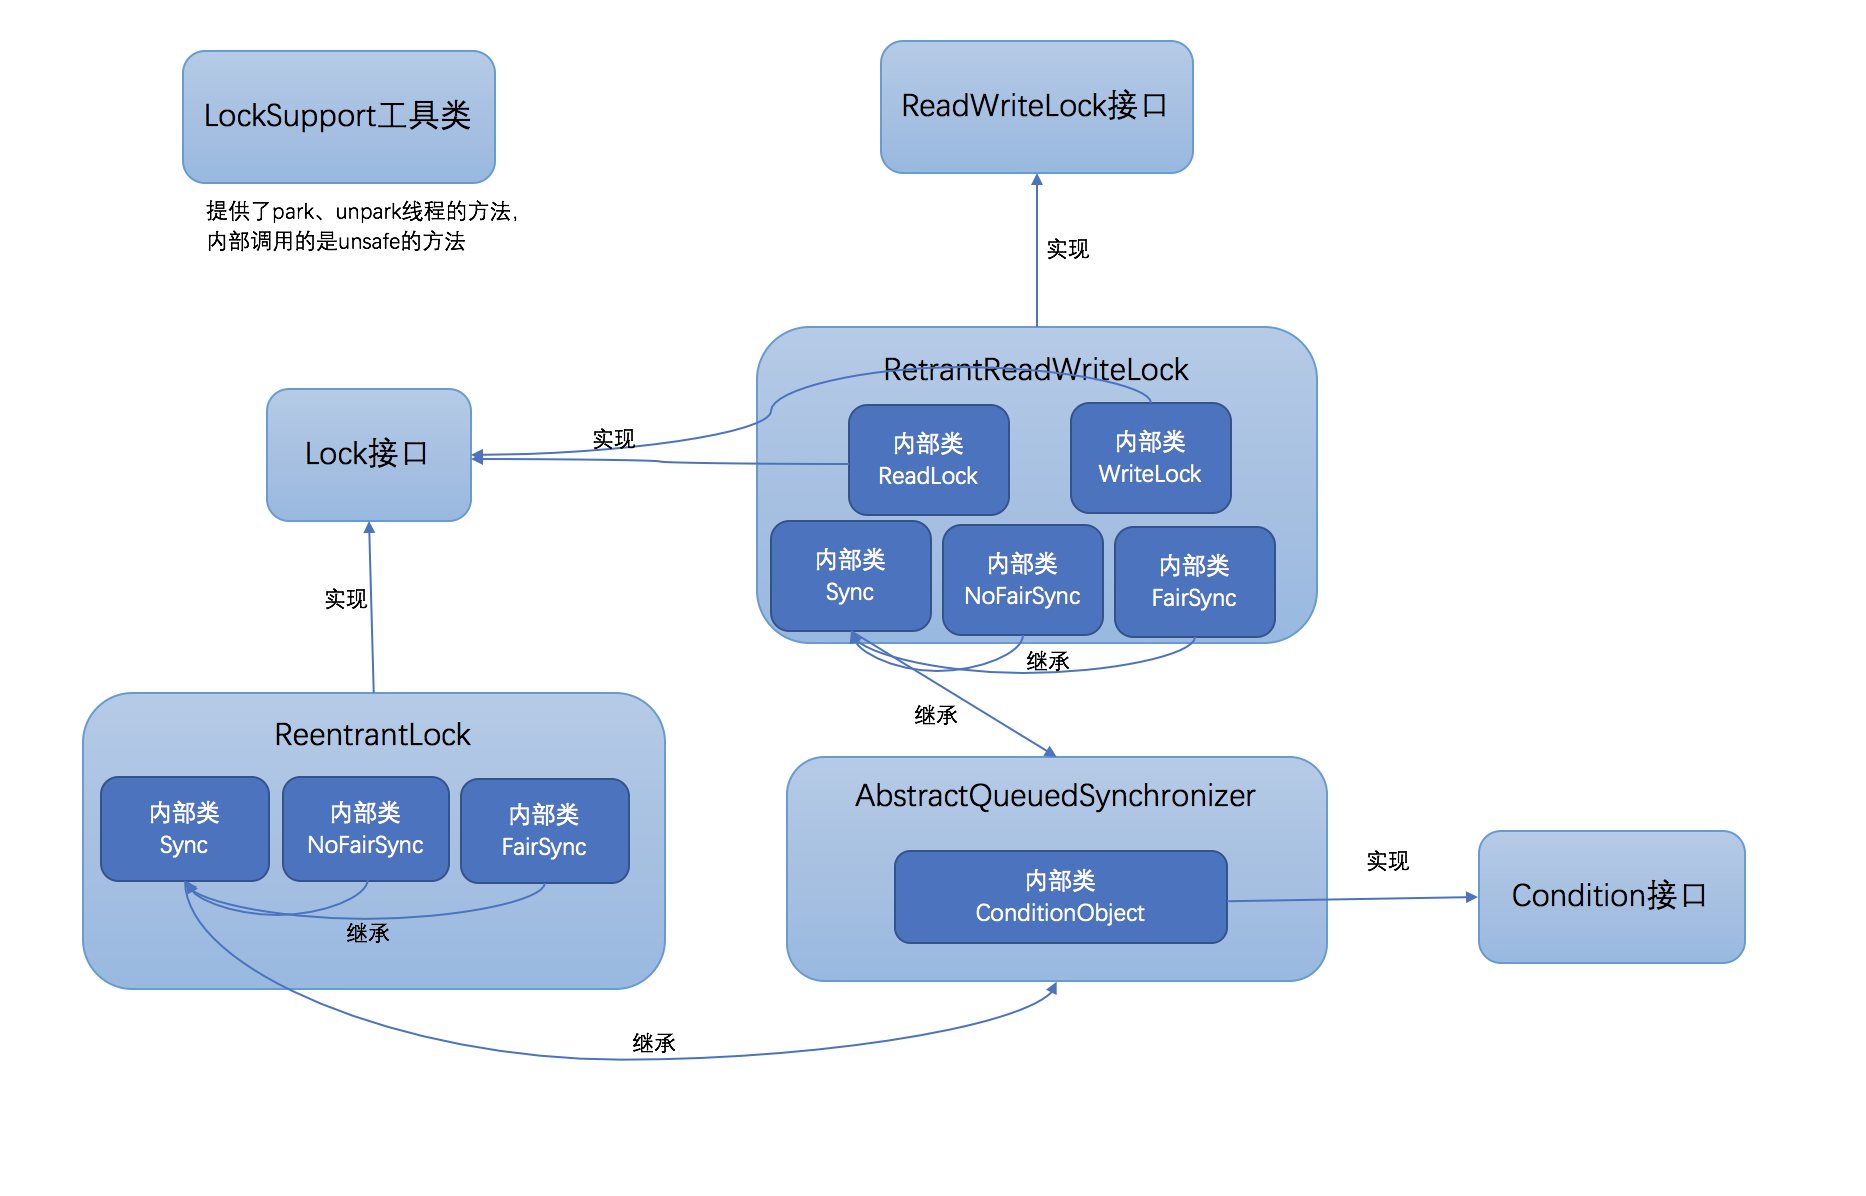 LockSupport工具类
提供了park、unpark线程的方法,
内部调用的是unsafe的方法
ReadWriteLock接口
实现
RetrantReadWriteLock
内部类
ReadLock
内部类
WriteLock
内部类
Sync
内部类
NoFairSync
内部类
FairSync
实现
Lock接口
实现
继承
继承
ReentrantLock
内部类
Sync
内部类
NoFairSync
内部类
FairSync
继承
AbstractQueuedSynchronizer
内部类
ConditionObject
实现
Condition接口
继承